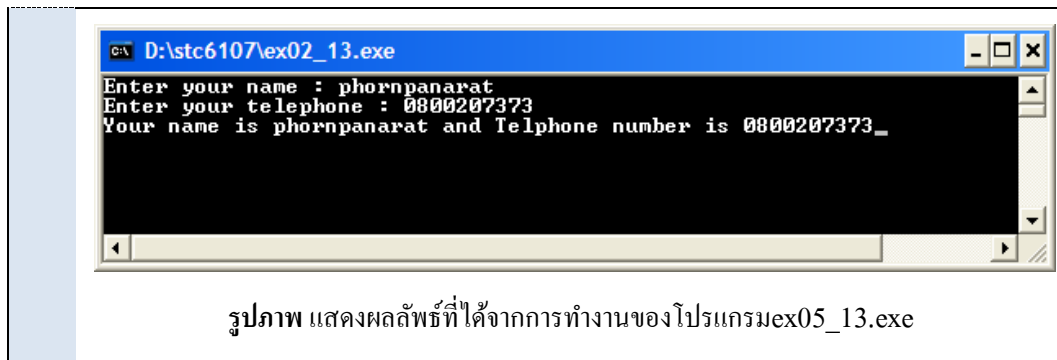 D:\stc6107\ex02_13.exe
Enter your name : phornpanarat
Enter your telephone : 0800207373
Your name is phornpanarat and Telphone number is 0800207373_
รูปภาพ แสดงผลลัพธ์ที่ได้จากการทำงานของโปรแกรมex05_13.exe